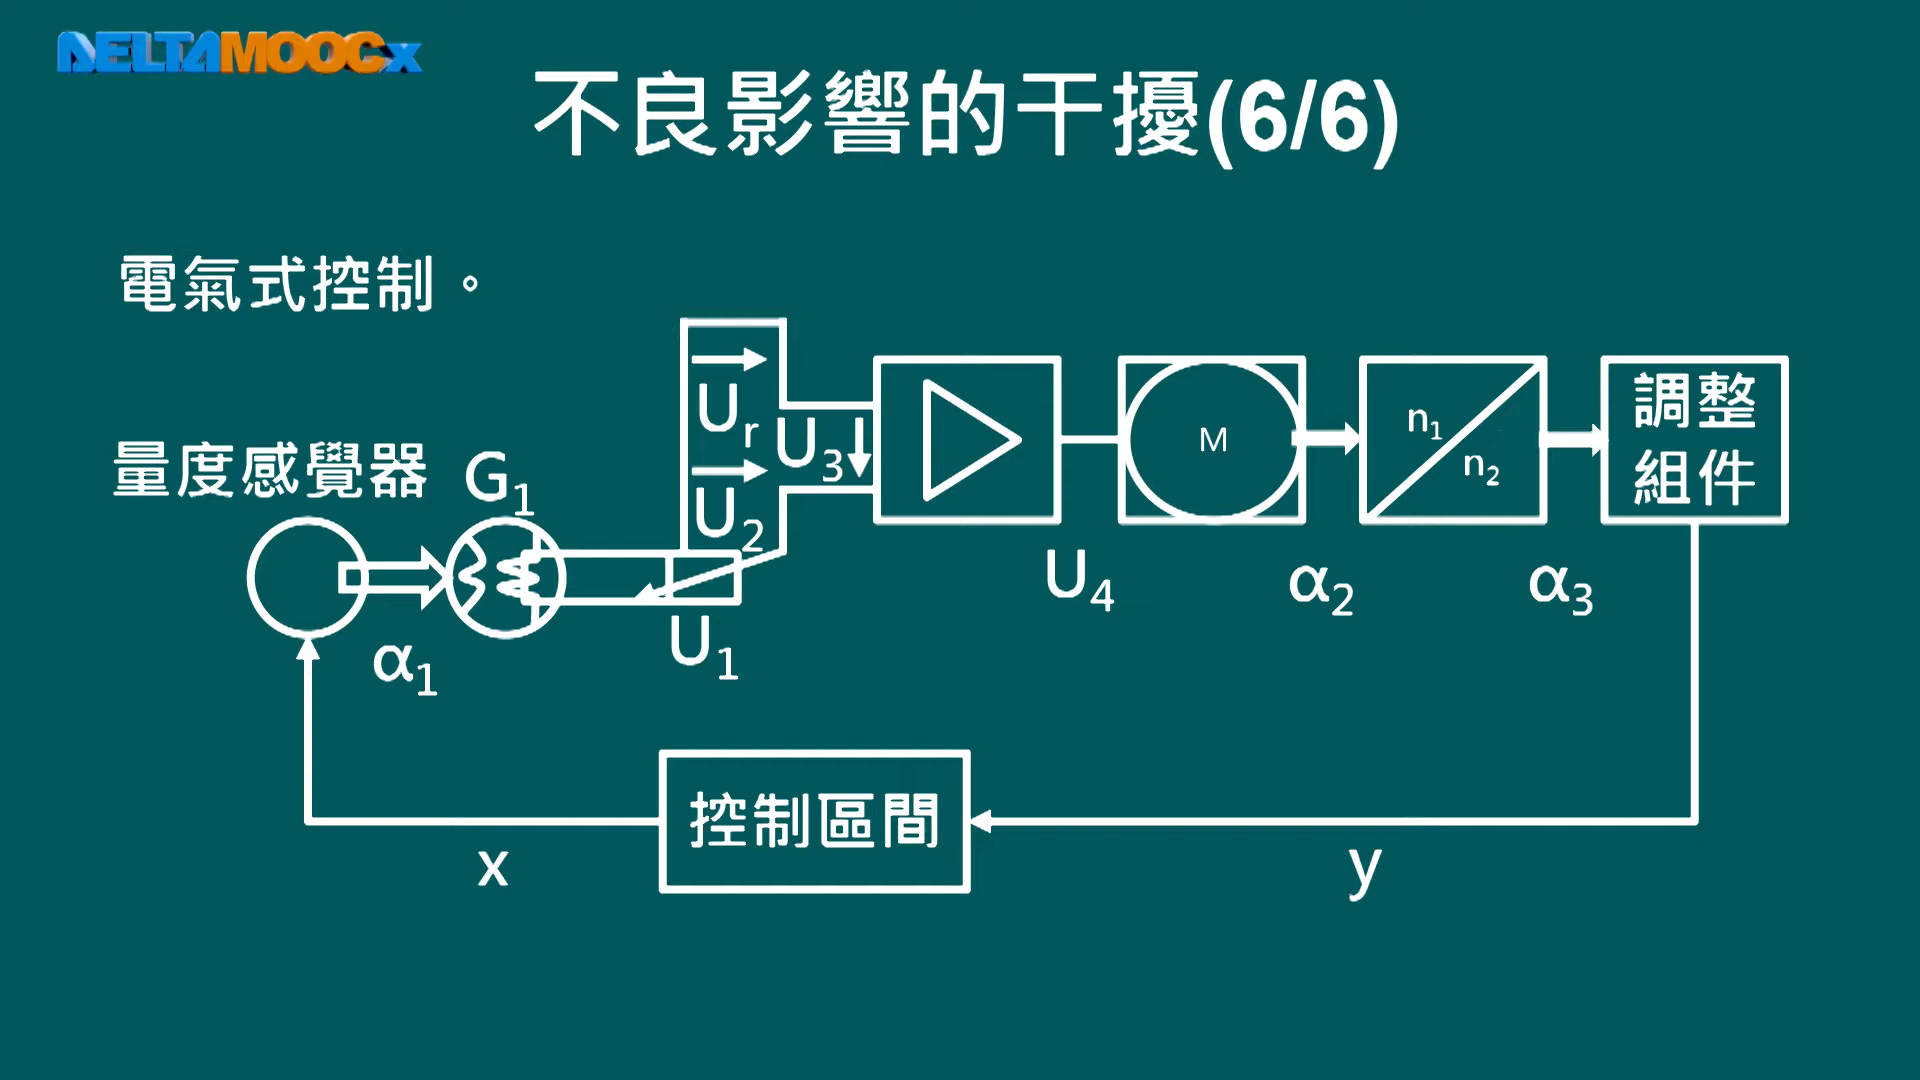 DELTAMOOCx
不良影響的干擾(6/6)
電氣式控制。
量度感覺器 G₁
Uᵣ
U₃
U₂
U₁
α₁
U₄
M
α₂
n₁
n₂
α₃
調整
組件
控制區間
x
y